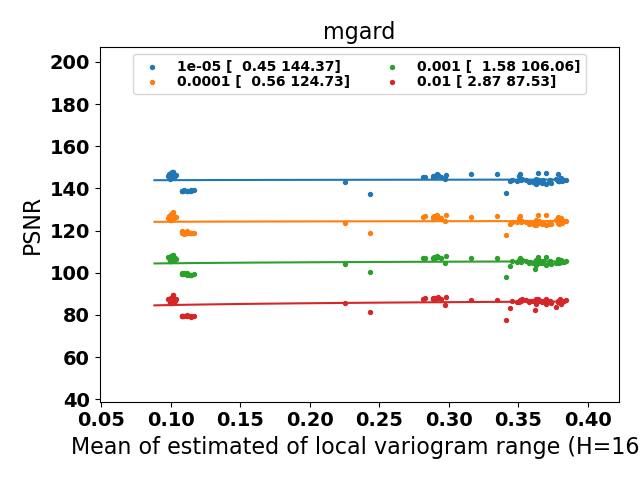 mgard
1e-05 [  0.45 144.37]
0.0001 [  0.56 124.73]
0.001 [  1.58 106.06]
0.01 [ 2.87 87.53]
PSNR
200
180
160
140
120
100
80
60
40
0.05 0.10 0.15 0.20 0.25 0.30 0.35 0.40
Mean of estimated of local variogram range (H=16